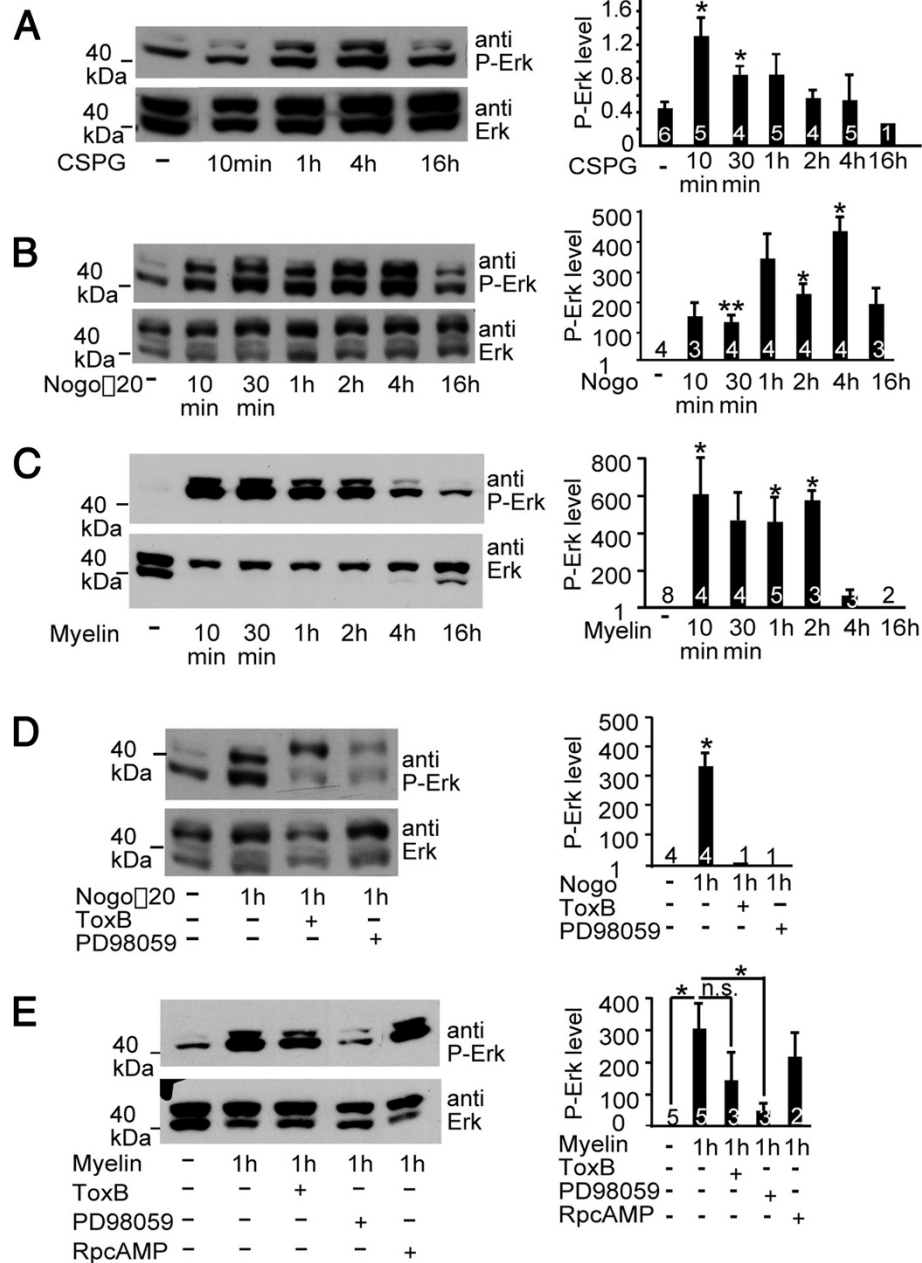 A
40
kDa
anti
P-Erk
40
kDa
anti
Erk
– 10min 1h 4h 16h
CSPG
P-Erk level
1.6
1.2
0.8
0.4
0
* *
6 5 4 5 4 5 1
- 10 30 1h 2h 4h 16h
min min
CSPG
B
40
kDa
anti
P-Erk
40
kDa
anti
Erk
Nogo▯20 – 10 30 1h 2h 4h 16h
min min
P-Erk level
500
400
300
200
100
1
** * *
4 3 4 4 4 4 3
Nogo - 10 30 1h 2h 4h 16h
min min
C
40
kDa
anti
P-Erk
40
kDa
anti
Erk
Myelin – 10 30 1h 2h 4h 16h
min min
P-Erk level
800
600
400
200
1
* * *
8 4 4 5 3 3 2
Myelin - 10 30 1h 2h 4h 16h
min min
D
40
kDa
anti
P-Erk
40
kDa
anti
Erk
Nogo▯20 – 1h 1h 1h
ToxB – – + –
PD98059 – – – +
P-Erk level
500
400
300
200
100
1
*
4 4 1 1
Nogo - 1h 1h 1h
ToxB - - + -
PD98059 - - - +
E
40
kDa
anti
P-Erk
40
kDa
anti
Erk
Myelin – 1h 1h 1h 1h
ToxB – – + – –
PD98059 – – – + –
RpcAMP – – – – +
P-Erk level
400
300
200
100
0
*
* n.s.
5 5 3 3 2
Myelin - 1h 1h 1h 1h
ToxB - - + - -
PD98059 - - - + -
RpcAMP - - - - +